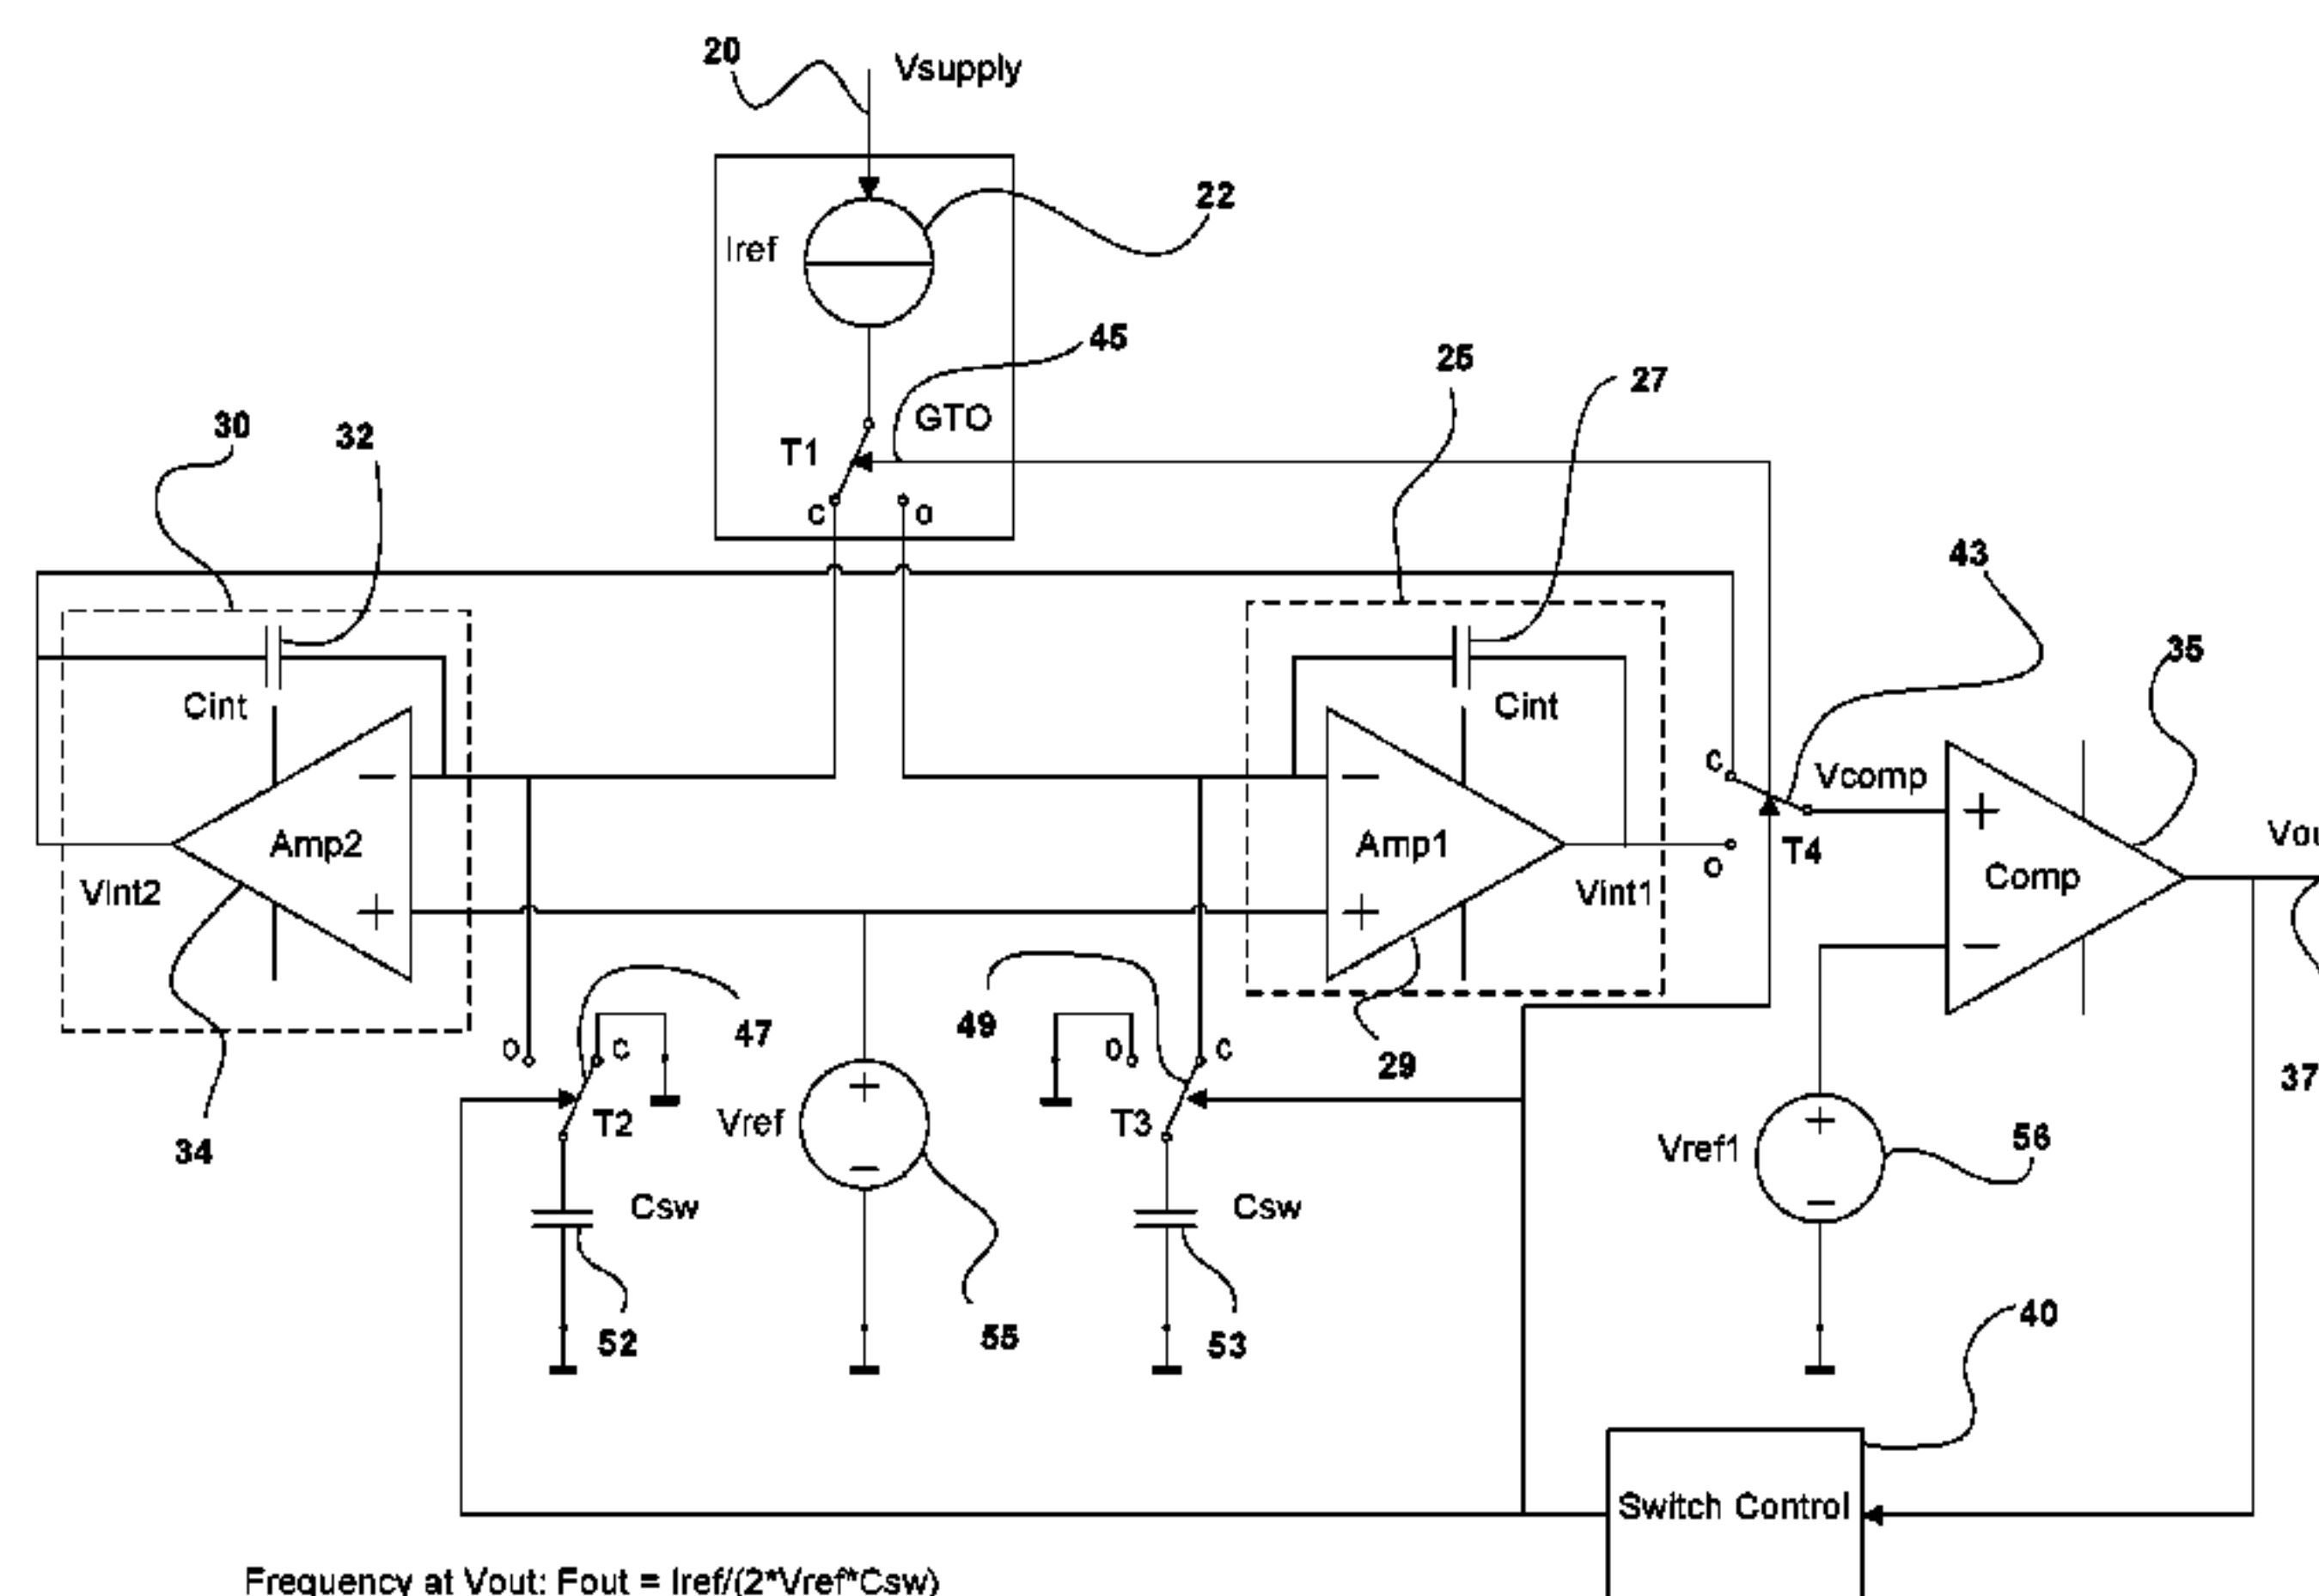 20
Vsupply
22
Iref
45
25
27
GTO
30
32
T1
c
o
43
35
Cint
Cint
c
Vcomp
+
−
−
Amp2
Amp1
T4
Comp
o
Vint2
Vint1
+
+
−
47
49
o
c
o
c
29
37
34
T2
Vref
+
−
T3
Vref1
+
−
56
Csw
Csw
52
55
53
40
Switch Control
Frequency at Vout: Fout = Iref/(2*Vref*Csw)